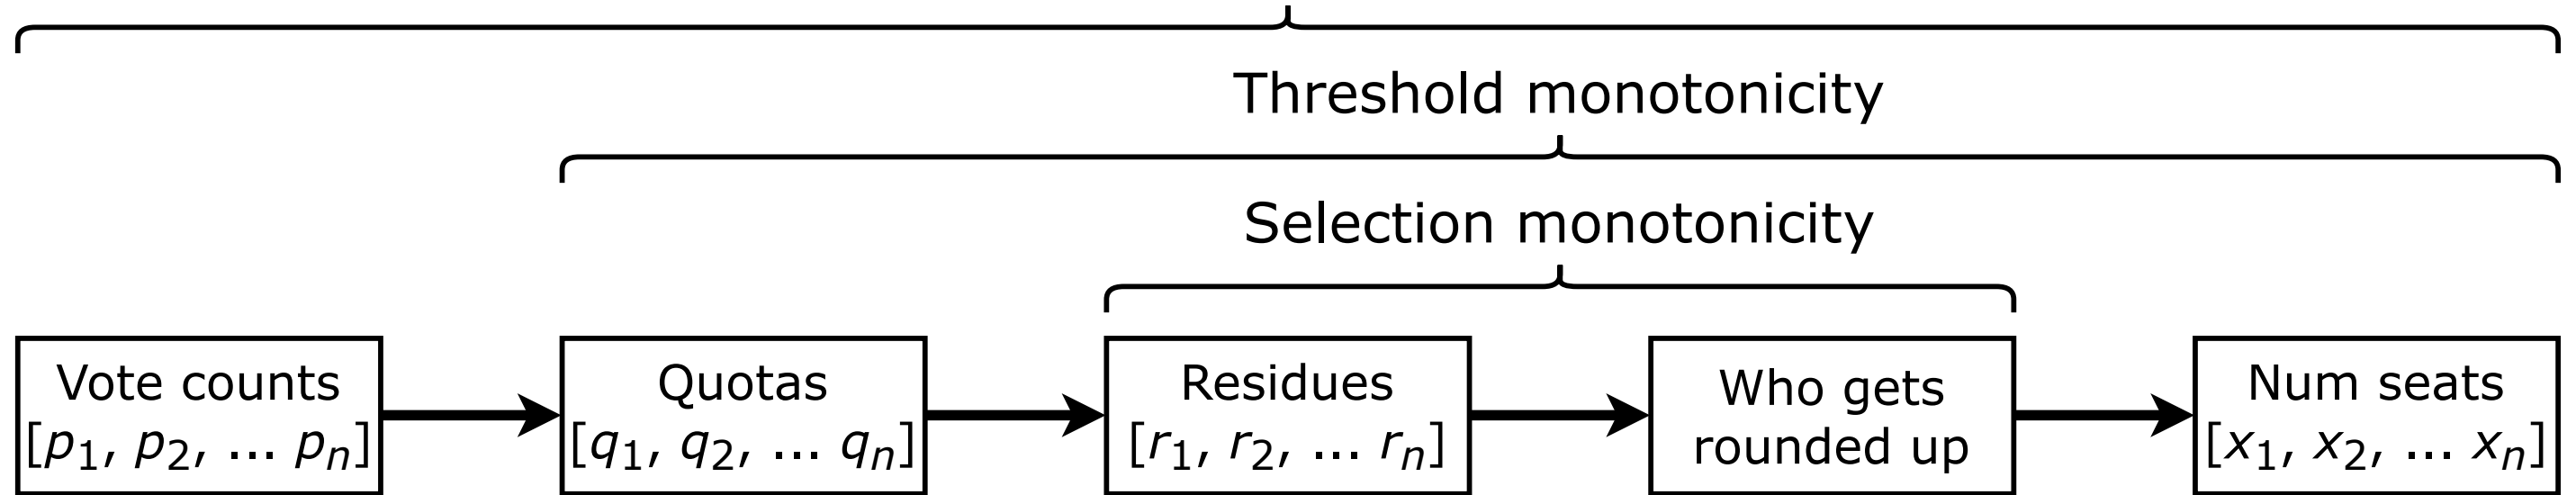 Threshold monotonicity
Selection monotonicity
Vote counts
[p₁, p₂, ... pₙ]
Quotas
[q₁, q₂, ... qₙ]
Residues
[r₁, r₂, ... rₙ]
Who gets
rounded up
Num seats
[x₁, x₂, ... xₙ]